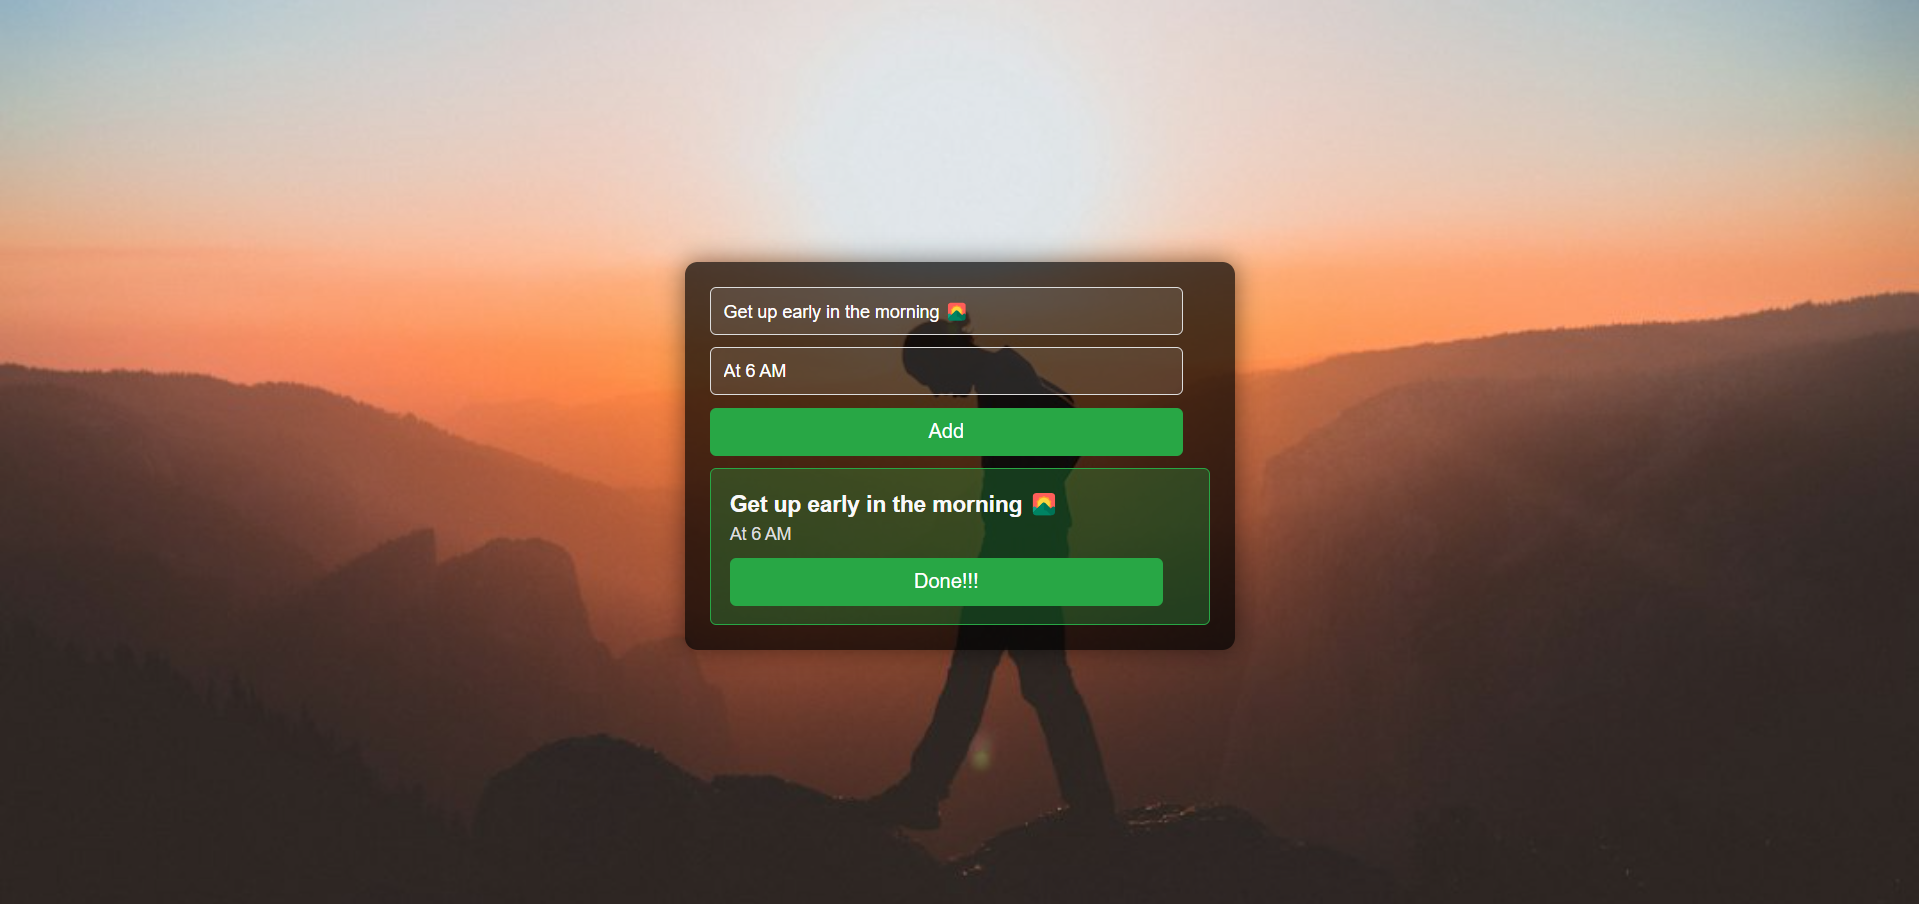 Get up early in the morning 🌄
At 6 AM
Add
Get up early in the morning 🌄
At 6 AM
Done!!!